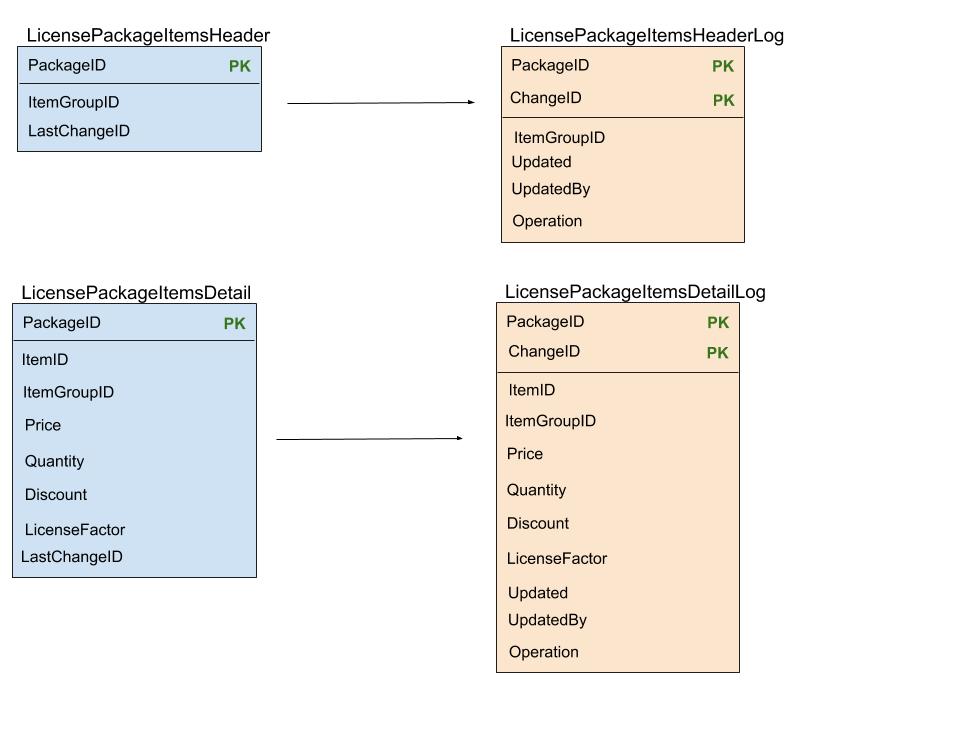 LicensePackageItemsHeader
PackageID PK
ItemGroupID
LastChangeID
LicensePackageItemsHeaderLog
PackageID PK
ChangeID PK
ItemGroupID
Updated
UpdatedBy
Operation
LicensePackageItemsDetail
PackageID PK
ItemID
ItemGroupID
Price
Quantity
Discount
LicenseFactor
LastChangeID
LicensePackageItemsDetailLog
PackageID PK
ChangeID PK
ItemID
ItemGroupID
Price
Quantity
Discount
LicenseFactor
Updated
UpdatedBy
Operation